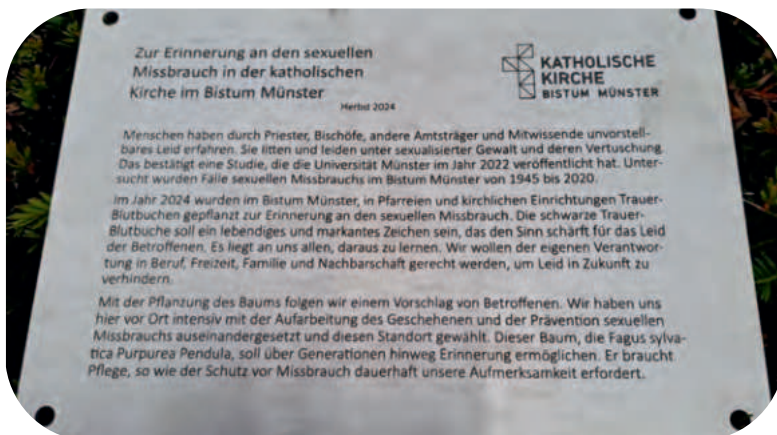 Zur Erinnerung an den sexuellen
Missbrauch in der katholischen
Kirche im Bistum Münster
Herbst 2024
KATHOLISCHE
KIRCHE
BISTUM MÜNSTER
Menschen haben durch Priester, Bischöfe, andere Amtsträger und Mitwissende unvorstell-
bares Leid erfahren. Sie litten und leiden unter sexualisierter Gewalt und deren Vertuschung.
Das bestätigt eine Studie, die die Universität Münster im Jahr 2022 veröffentlicht hat. Unter-
sucht wurden Fälle sexuellen Missbrauchs im Bistum Münster von 1945 bis 2020.
Im Jahr 2024 wurden im Bistum Münster, in Pfarreien und kirchlichen Einrichtungen Trauer-
Blutbuchen gepflanzt zur Erinnerung an den sexuellen Missbrauch. Die schwarze Trauer-
Blutbuche soll ein lebendiges und markantes Zeichen sein, das den Sinn schärft für das Leid
der Betroffenen. Es liegt an uns allen, daraus zu lernen. Wir wollen der eigenen Verantwor-
tung in Beruf, Freizeit, Familie und Nachbarschaft gerecht werden, um Leid in Zukunft zu
verhindern.
Mit der Pflanzung des Baums folgen wir einem Vorschlag von Betroffenen. Wir haben uns
hier vor Ort intensiv mit der Aufarbeitung des Geschehenen und der Prävention sexuellen
Missbrauchs auseinandergesetzt und diesen Standort gewählt. Dieser Baum, die Fagus sylva-
tica Purpurea Pendula, soll über Generationen hinweg Erinnerung ermöglichen. Er braucht
Pflege, so wie der Schutz vor Missbrauch dauerhaft unsere Aufmerksamkeit erfordert.